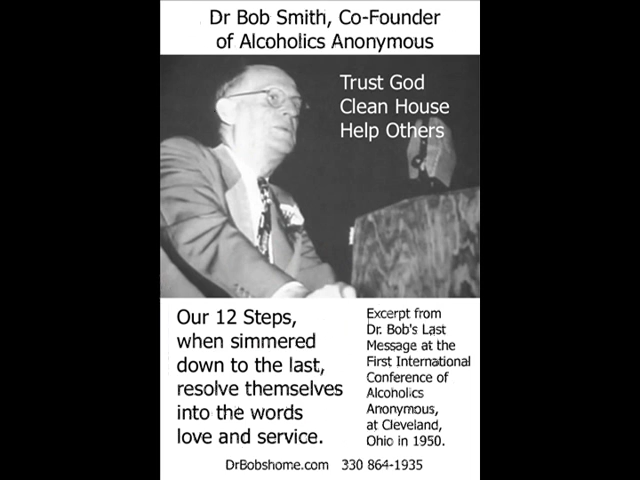 Dr Bob Smith, Co-Founder
of Alcoholics Anonymous
Trust God
Clean House
Help Others
Our 12 Steps,
when simmered
down to the last,
resolve themselves
into the words
love and service.
Excerpt from
Dr. Bob's Last
Message at the
First International
Conference of
Alcoholics
Anonymous,
at Cleveland,
Ohio in 1950.
DrBobshome.com 330 864-1935